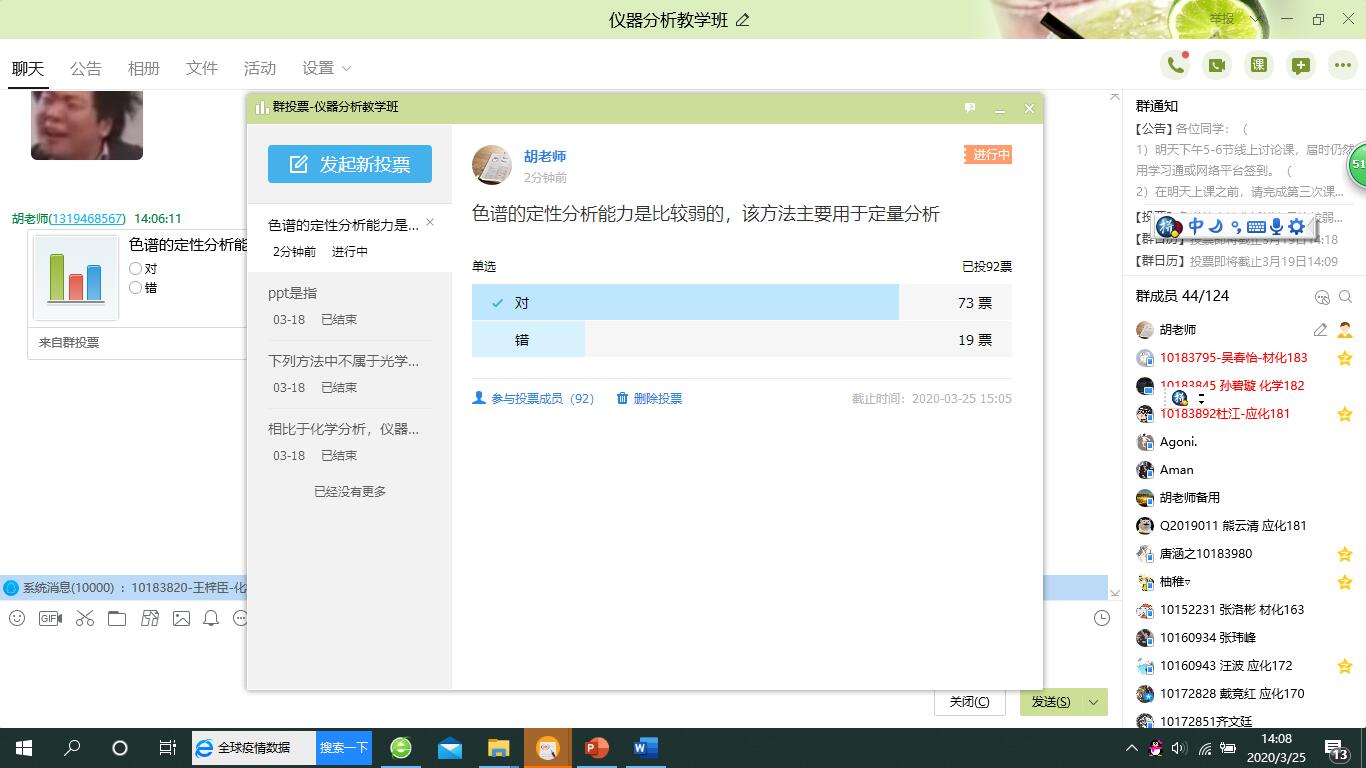 仪器分析教学班
举报
聊天 公告 相册 文件 活动 设置
课
胡老师(1319468567) 14:06:11
色谱的定性分析能
对
错
来自群投票
系统消息(10000) : 10183820-王梓臣-化
GIF
关闭(C) 发送(S)
群投票-仪器分析教学班
发起新投票
色谱的定性分析能力是...
2分钟前 进行中
ppt是指
03-18 已结束
下列方法中不属于光学...
03-18 已结束
相比于化学分析，仪器...
03-18 已结束
已经没有更多
胡老师
2分钟前
进行中
色谱的定性分析能力是比较弱的，该方法主要用于定量分析
单选 已投92票
对 73 票
错 19 票
参与投票成员（92） 删除投票 截止时间：2020-03-25 15:05
群通知
【公告】各位同学：（
1）明天下午5-6节线上讨论课，届时仍然
用学习通或网络平台签到。（
2）在明天上课之前，请完成第三次课...
中
【群日历】投票即将截止3月19日14:18
【群日历】投票即将截止3月19日14:09
51
群成员 44/124
胡老师
10183795-吴春怡-材化183
10183845 孙碧璇 化学182
10183892杜江-应化181
Agoni.
Aman
胡老师备用
Q2019011 熊云清 应化181
唐涵之10183980
柚稚
10152231 张洛彬 材化163
10160934 张玮峰
10160943 汪波 应化172
10172828 戴竟红 应化170
10172851齐文廷
全球疫情数据 搜索一下
14:08
2020/3/25
13